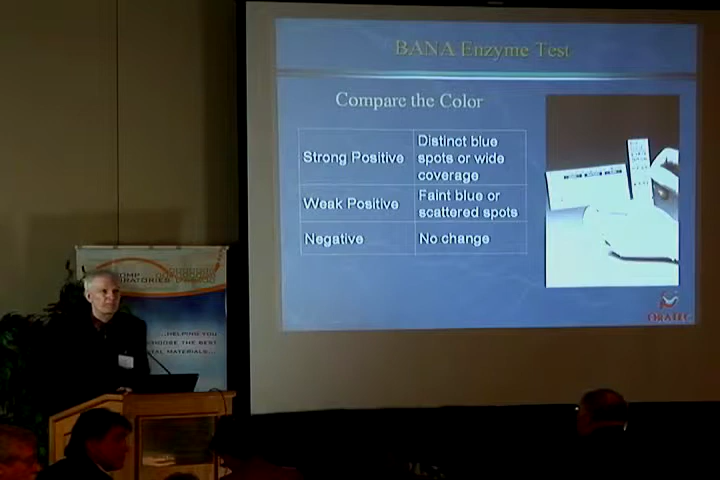 BANA Enzyme Test
Compare the Color
Strong Positive
Distinct blue
spots or wide
coverage
Weak Positive
Faint blue or
scattered spots
Negative
No change
ORATEC
...HELPING YOU
CHOOSE THE BEST
MATERIALS...